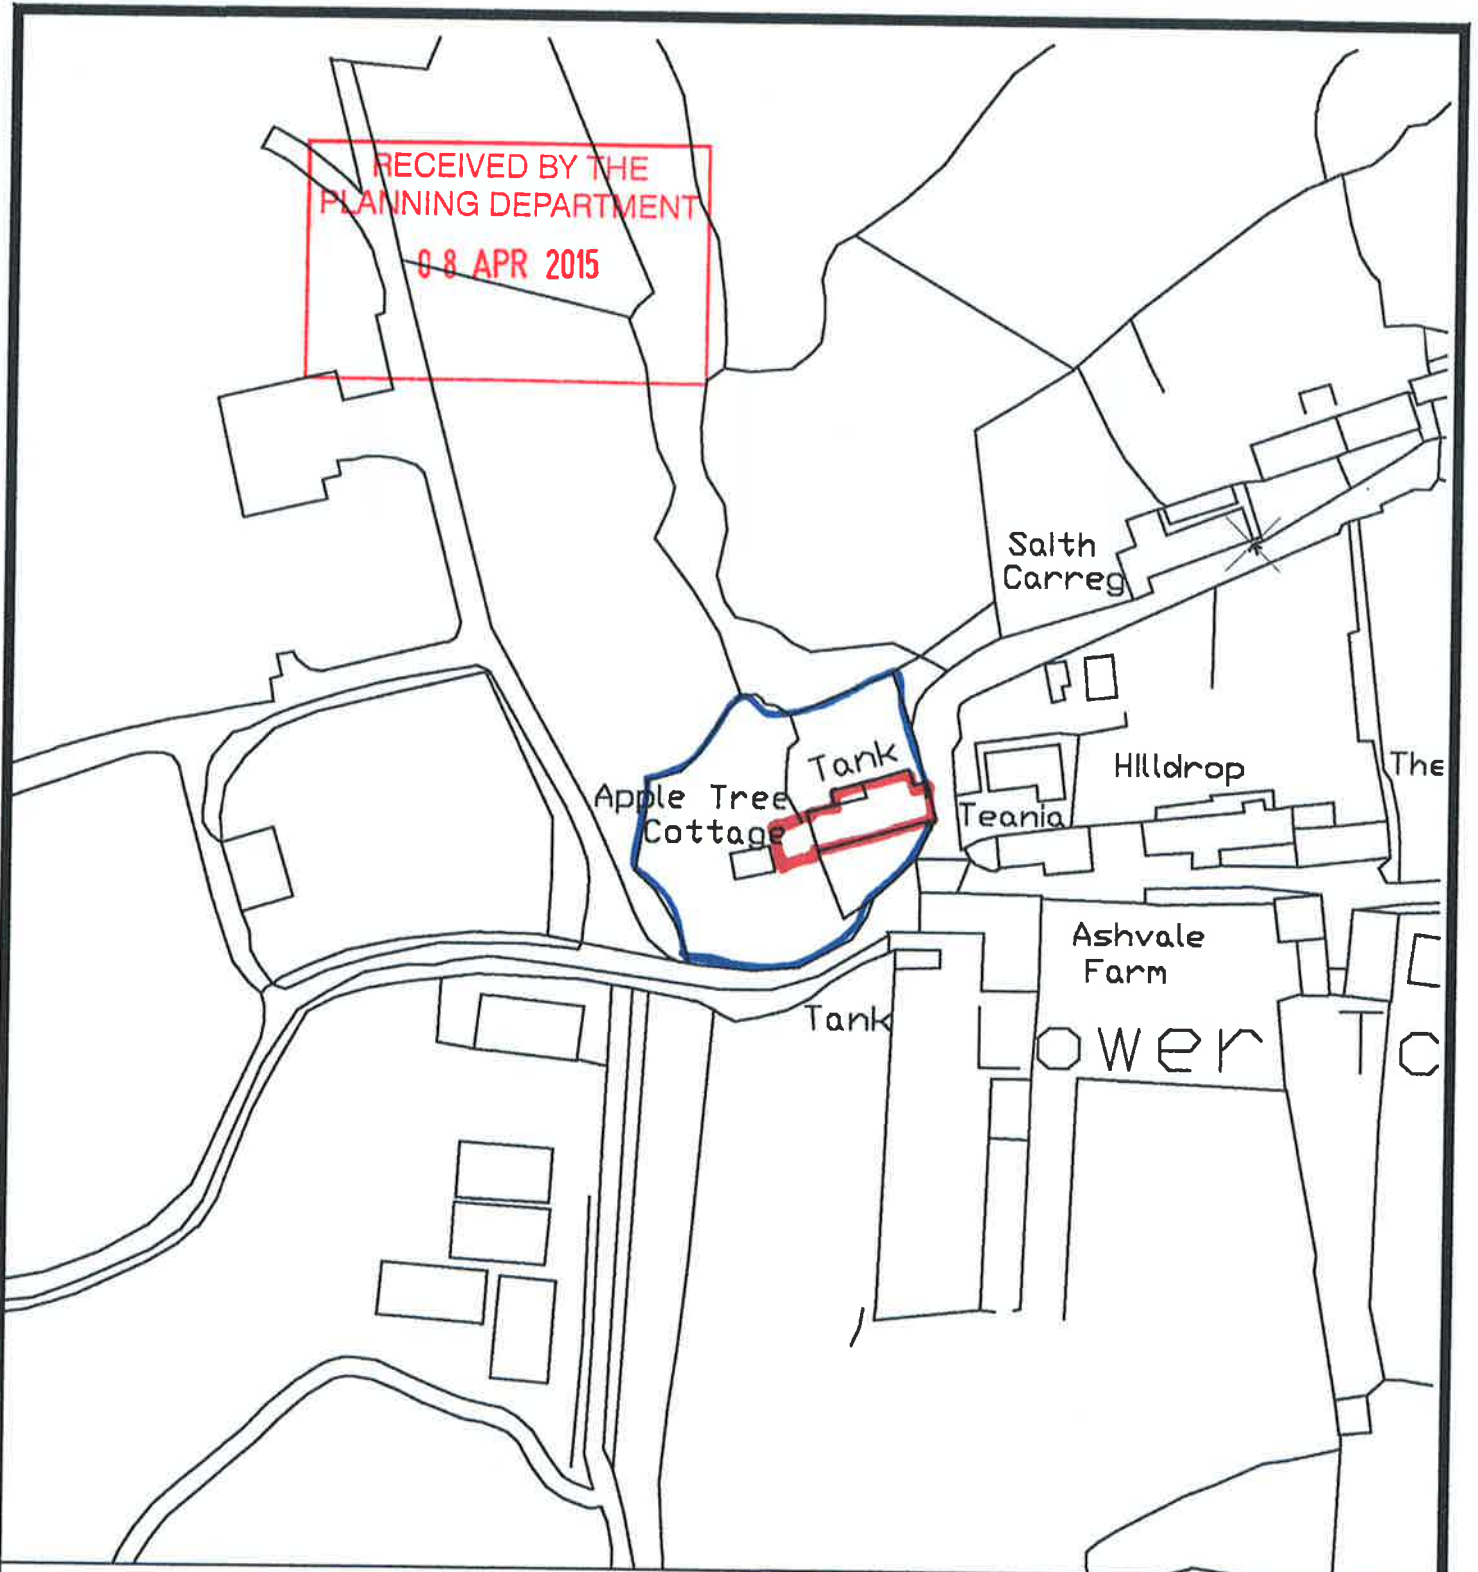 RECEIVED BY THE
PLANNING DEPARTMENT
08 APR 2015
Salth
Carreg
Tank
Apple Tree
Cottage
Hilldrop
The
Teania
Ashvale
Farm
Tank
Lower To